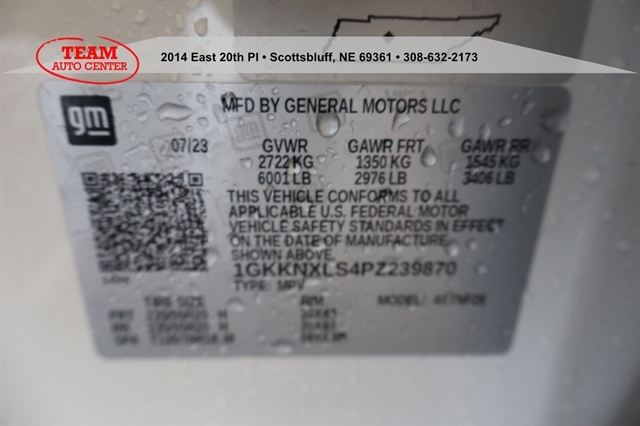 TEAM
AUTO CENTER
2014 East 20th Pl • Scottsbluff, NE 69361 • 308-632-2173
gm
MFD BY GENERAL MOTORS LLC
07/23 GVWR GAWR FRT GAWR RR
2722 KG 1350 KG 1545 KG
6001 LB 2976 LB 3406 LB
THIS VEHICLE CONFORMS TO ALL
APPLICABLE U.S. FEDERAL MOTOR
VEHICLE SAFETY STANDARDS IN EFFECT
ON THE DATE OF MANUFACTURE
SHOWN ABOVE.
1GKKNXLS4PZ239870
TYPE: MPV MODEL:
TIRE SIZE RIM
FRT
RR